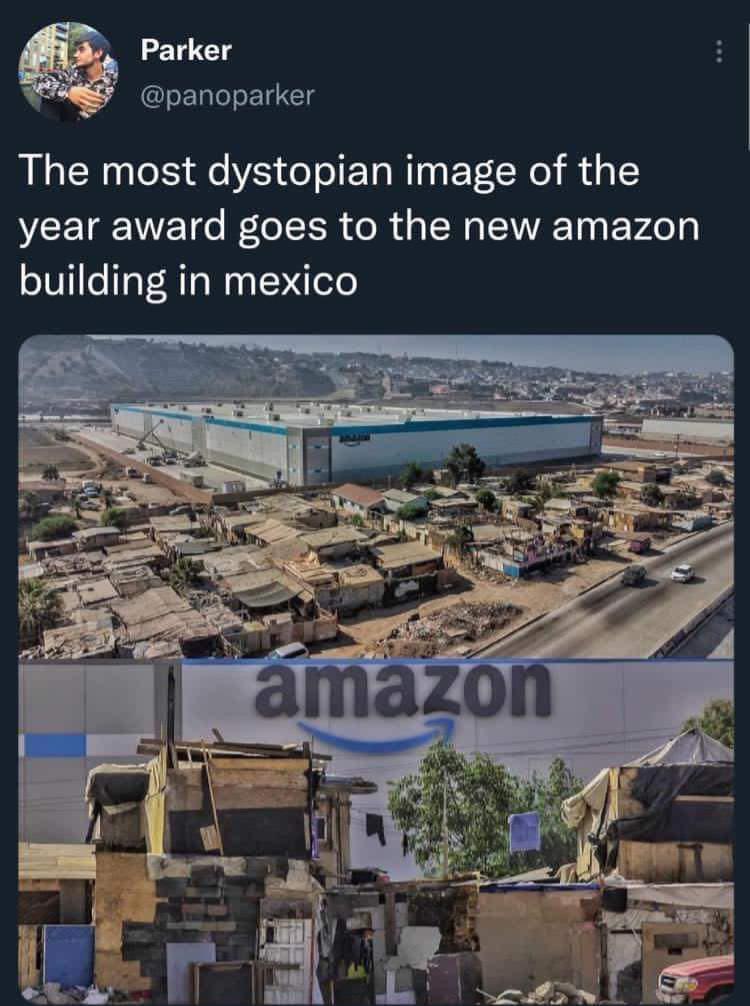 Parker
@panoparker
The most dystopian image of the
year award goes to the new amazon
building in mexico
amazon
amazon